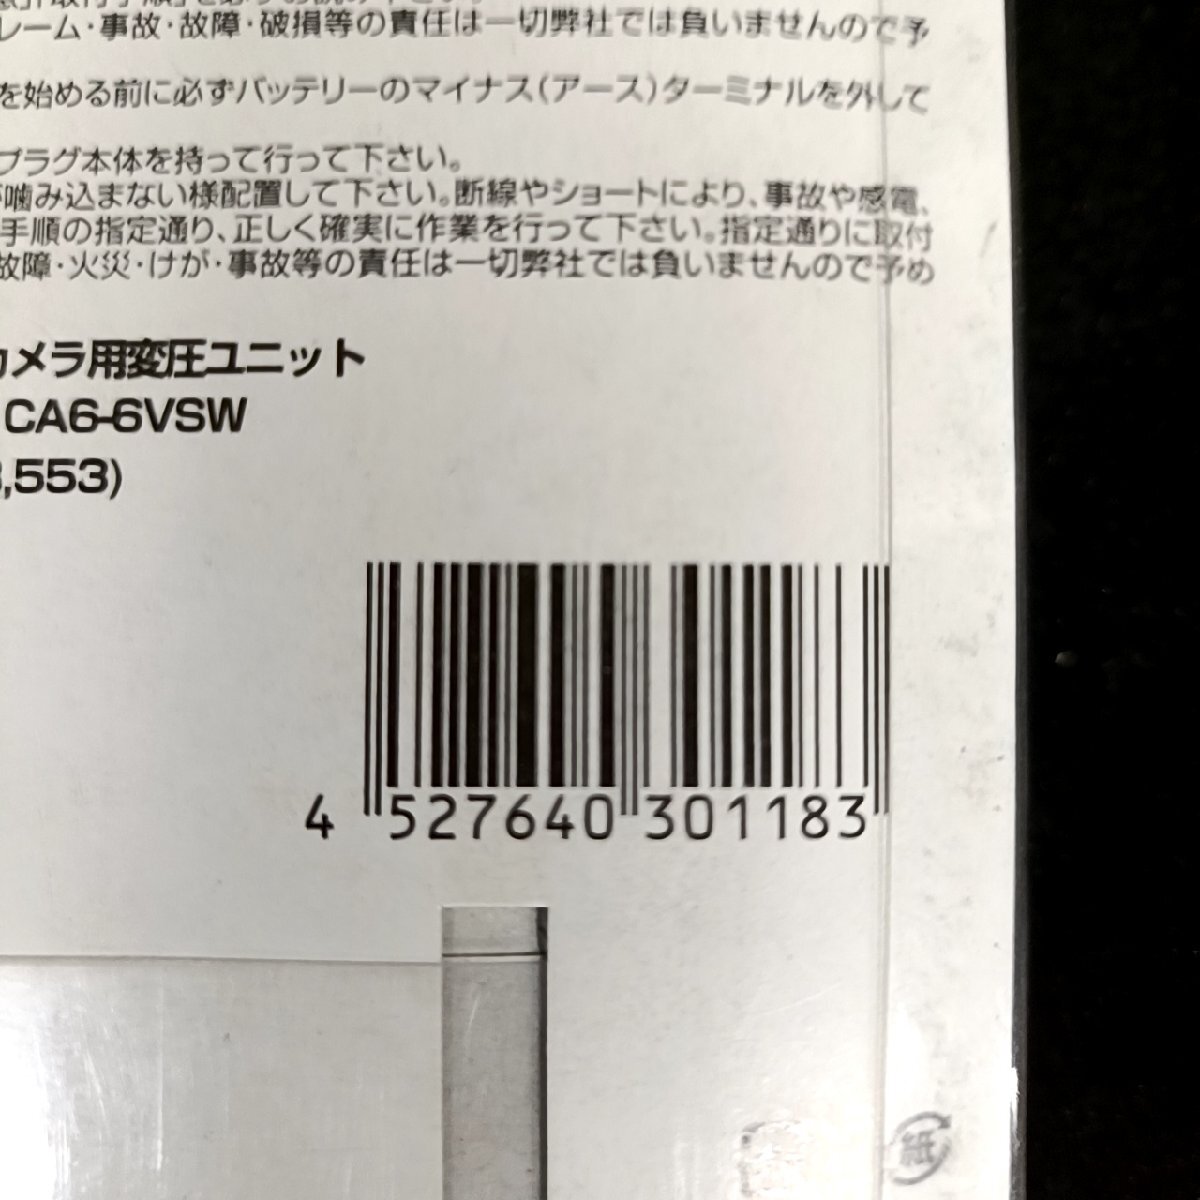 レーム・事故・故障・破損等の責任は一切弊社では負いませんので予
を始める前に必ずバッテリーのマイナス(アース)ターミナルを外して
プラグ本体を持って行って下さい。
噛み込まない様配置して下さい。断線やショートにより、事故や感電、
手順の指定通り、正しく確実に作業を行って下さい。指定通りに取付
故障・火災・けが・事故等の責任は一切弊社では負いませんので予め
カメラ用変圧ユニット
CA6-6VSW
,553)
4 527640 301183
紙